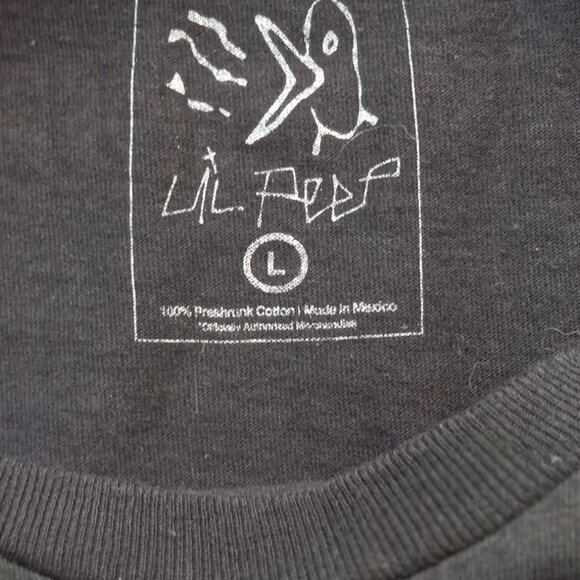 Lil Peep
L
100% Preshrunk Cotton | Made in Mexico
*Officially Authorized Merchandise